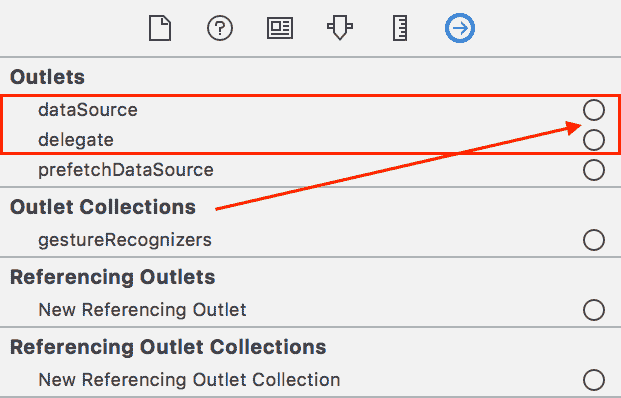 Outlets
dataSource
delegate
prefetchDataSource
Outlet Collections
gestureRecognizers
Referencing Outlets
New Referencing Outlet
Referencing Outlet Collections
New Referencing Outlet Collection